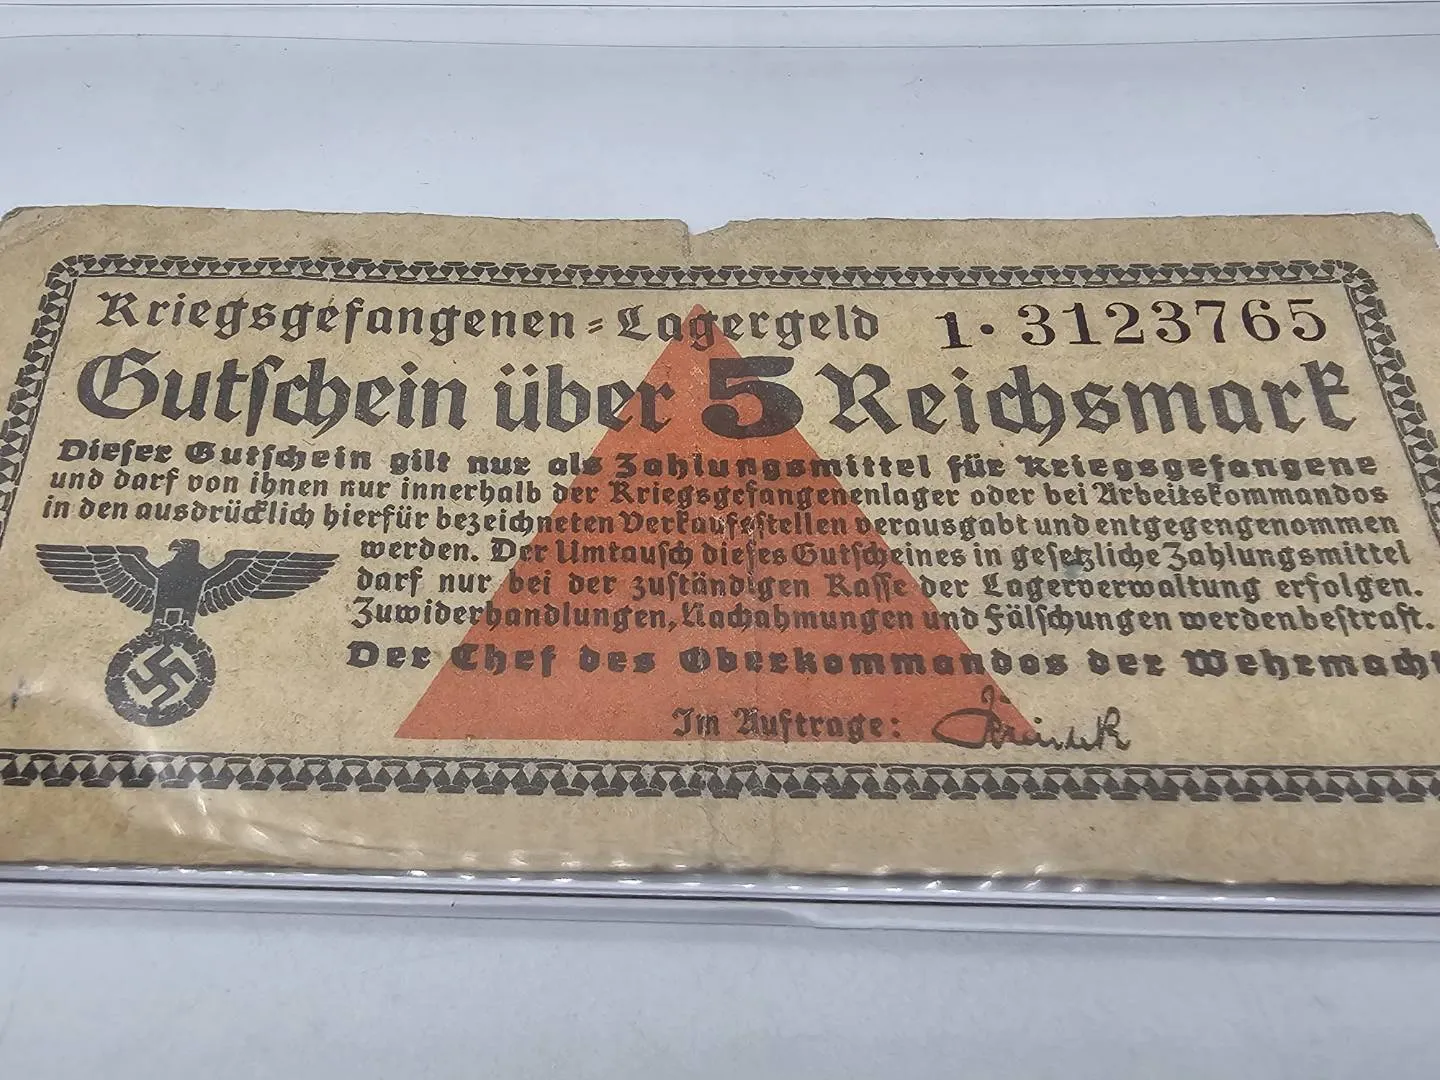 Kriegsgefangenen=Lagergeld 1·3123765
Gutschein über 5 Reichsmark
Dieser Gutschein gilt nur als Zahlungsmittel für Kriegsgefangene
und darf von ihnen nur innerhalb der Kriegsgefangenenlager oder bei Arbeitskommandos
in den ausdrücklich hierfür bezeichneten Verkaufsstellen verausgabt und entgegengenommen
werden. Der Umtausch dieses Gutscheines in gesetzliche Zahlungsmittel
darf nur bei der zuständigen Kasse der Lagerverwaltung erfolgen.
Zuwiderhandlungen, Nachahmungen und Fälschungen werden bestraft.
Der Chef des Oberkommandos der Wehrmacht
Im Auftrage: